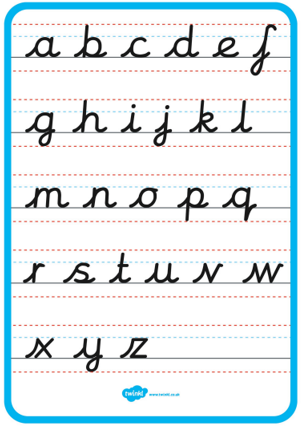 a b c d e f
g h i j k l
m n o p q
r s t u v w
x y z
twinkl www.twinkl.co.uk